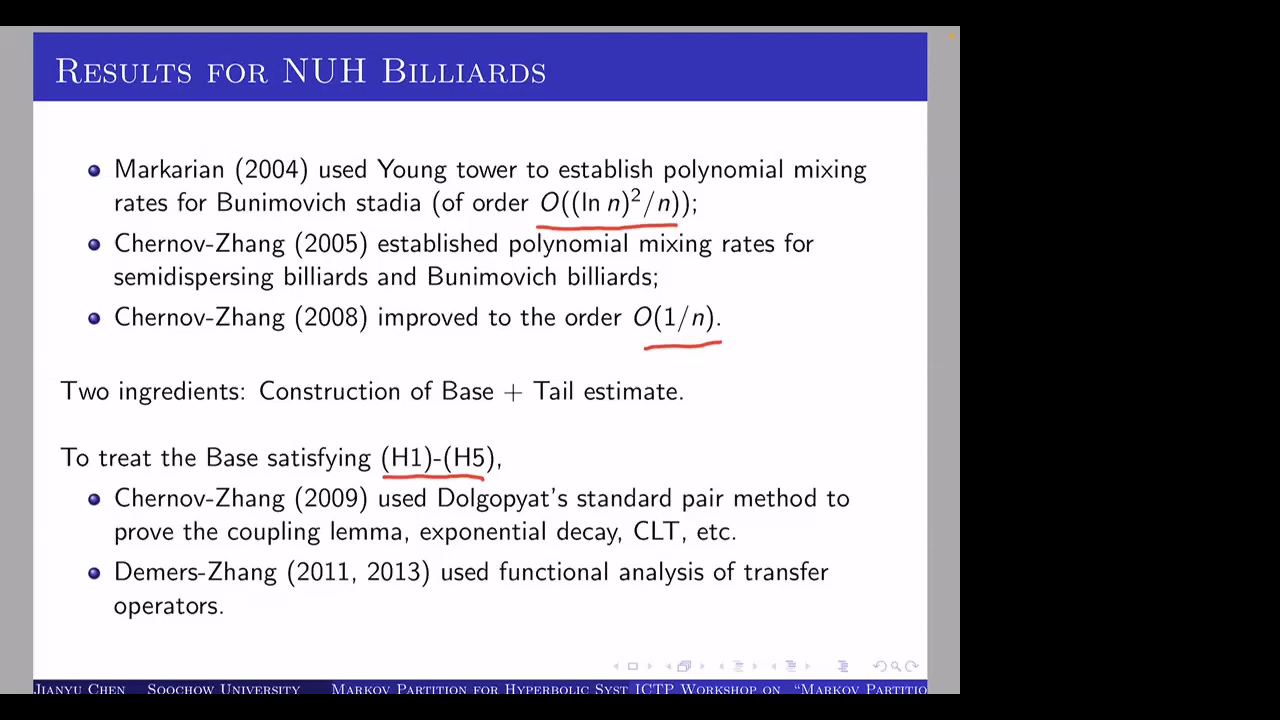 RESULTS FOR NUH BILLIARDS
Markarian (2004) used Young tower to establish polynomial mixing
rates for Bunimovich stadia (of order O((ln n)²/n));
Chernov-Zhang (2005) established polynomial mixing rates for
semidispersing billiards and Bunimovich billiards;
Chernov-Zhang (2008) improved to the order O(1/n).
Two ingredients: Construction of Base + Tail estimate.
To treat the Base satisfying (H1)-(H5),
Chernov-Zhang (2009) used Dolgopyat's standard pair method to
prove the coupling lemma, exponential decay, CLT, etc.
Demers-Zhang (2011, 2013) used functional analysis of transfer
operators.
JIANYU CHEN SOOCHOW UNIVERSITY MARKOV PARTITION FOR HYPERBOLIC SYST ICTP WORKSHOP ON "MARKOV PARTITIO